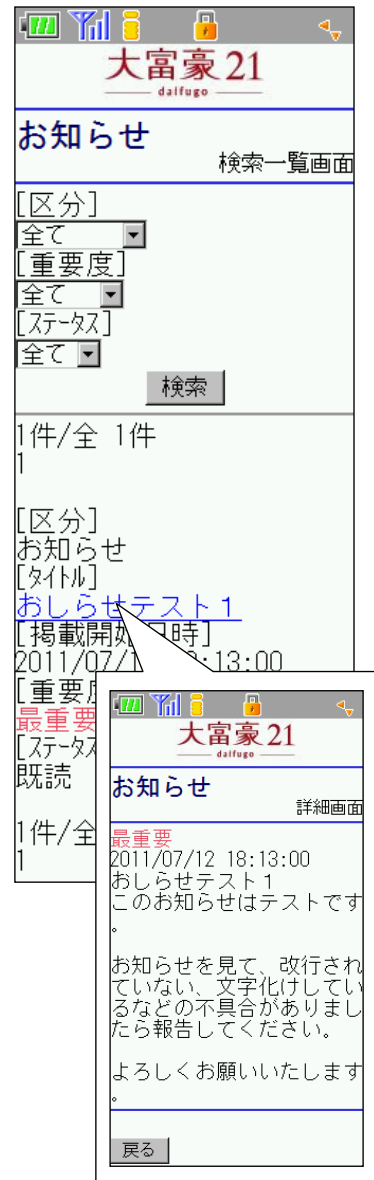 大富豪21
daifugo
お知らせ
検索一覧画面
[区分]
全て
[重要度]
全て
[ｽﾃｰﾀｽ]
全て
検索
1件/全 1件
1
[区分]
お知らせ
[ﾀｲﾄﾙ]
おしらせテスト1
[掲載開始日時]
2011/07/1 :13:00
[重要
最重要
[ｽﾃｰﾀｽ
既読
1件/全
1
大富豪21
daifugo
お知らせ
詳細画面
最重要
2011/07/12 18:13:00
おしらせテスト1
このお知らせはテストです
。
お知らせを見て、改行され
ていない、文字化けしてい
るなどの不具合がありまし
たら報告してください。
よろしくお願いいたします
。
戻る